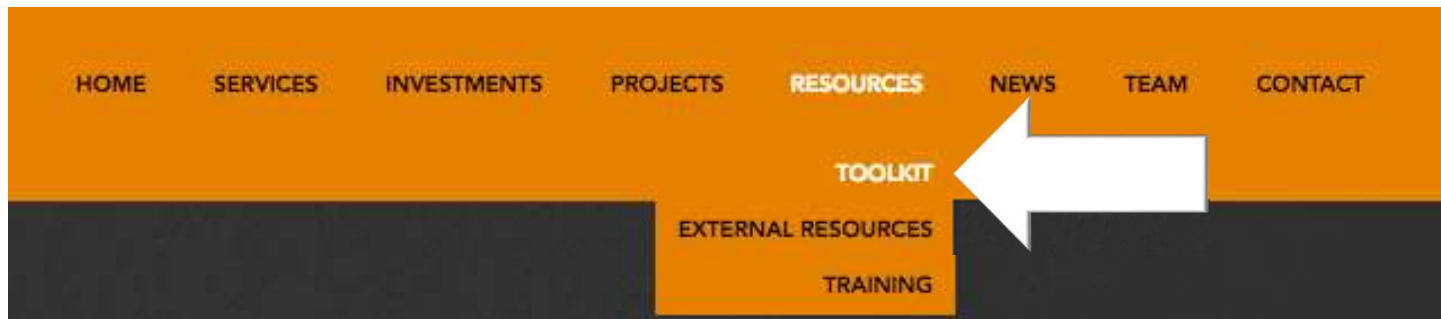 HOME SERVICES INVESTMENTS PROJECTS RESOURCES NEWS TEAM CONTACT
TOOLKIT
EXTERNAL RESOURCES
TRAINING